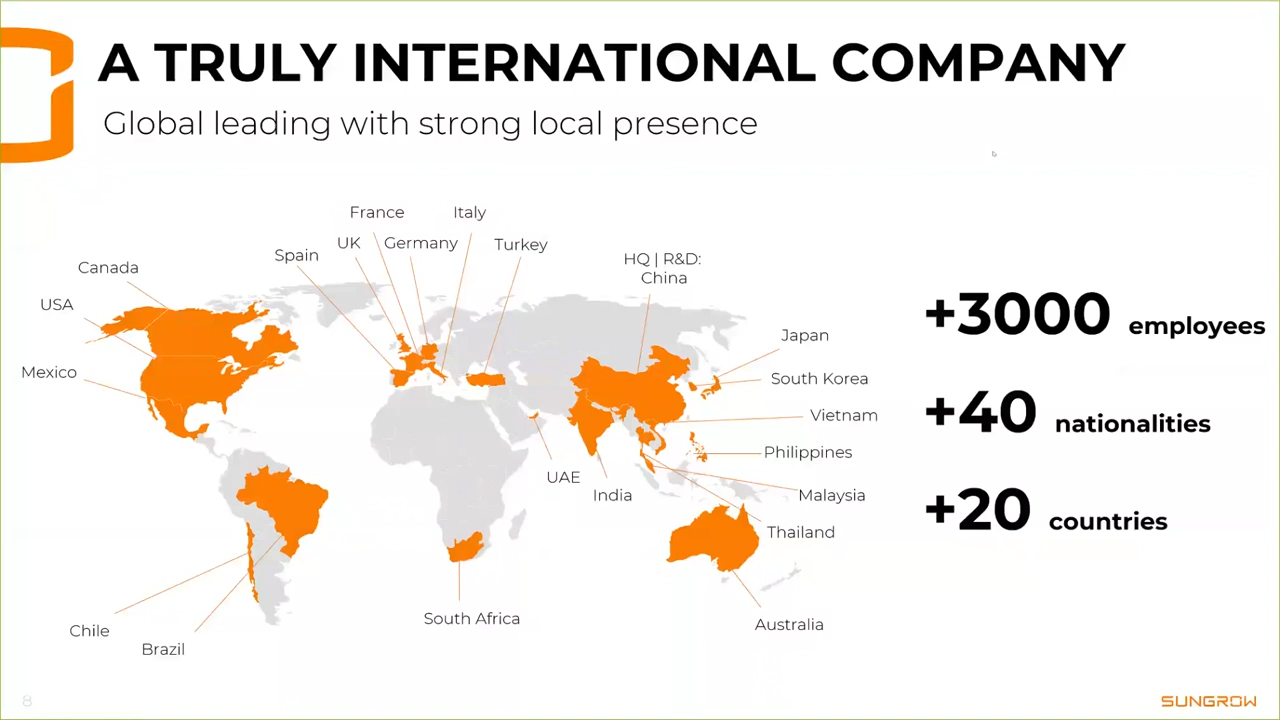 A TRULY INTERNATIONAL COMPANY
Global leading with strong local presence
France
Italy
UK
Germany
Turkey
Spain
HQ | R&D:
China
Canada
USA
Mexico
Japan
South Korea
Vietnam
Philippines
Malaysia
Thailand
UAE
India
South Africa
Australia
Chile
Brazil
+3000 employees
+40 nationalities
+20 countries
8
SUNGROW